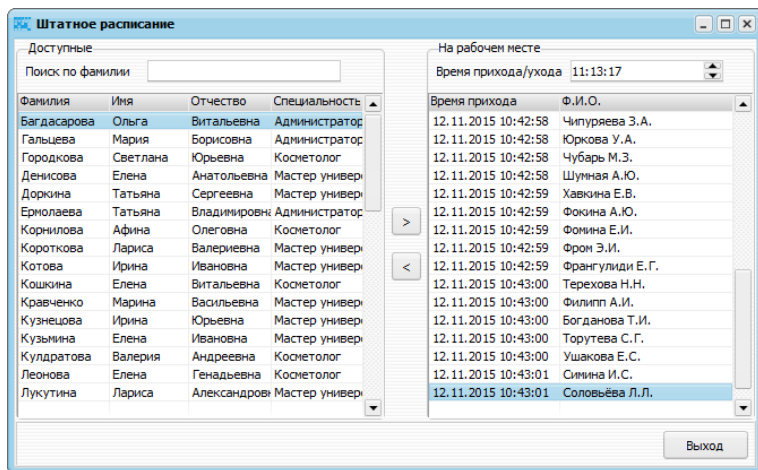 Штатное расписание
Доступные
Поиск по фамилии
Фамилия Имя Отчество Специальность
Багдасарова Ольга Витальевна Администратор
Гальцева Мария Борисовна Администратор
Городкова Светлана Юрьевна Косметолог
Денисова Елена Анатольевна Мастер универ
Доркина Татьяна Сергеевна Мастер универ
Ермолаева Татьяна Владимировна Администратор
Корнилова Афина Олеговна Косметолог
Короткова Лариса Валериевна Мастер универ
Котова Ирина Ивановна Мастер универ
Кошкина Елена Витальевна Косметолог
Кравченко Марина Васильевна Мастер универ
Кузнецова Ирина Юрьевна Мастер универ
Кузьмина Елена Ивановна Мастер универ
Кулдратова Валерия Андреевна Косметолог
Леонова Елена Генадьевна Косметолог
Лукутина Лариса Александровн Мастер универ
>
<
На рабочем месте
Время прихода/ухода 11:13:17
Время прихода Ф.И.О.
12.11.2015 10:42:58 Чипуряева З.А.
12.11.2015 10:42:58 Юркова У.А.
12.11.2015 10:42:58 Чубарь М.З.
12.11.2015 10:42:58 Шумная А.Ю.
12.11.2015 10:42:59 Хавкина Е.В.
12.11.2015 10:42:59 Фокина А.Ю.
12.11.2015 10:42:59 Фомина Е.И.
12.11.2015 10:42:59 Фром Э.И.
12.11.2015 10:42:59 Франгулиди Е.Г.
12.11.2015 10:43:00 Терехова Н.Н.
12.11.2015 10:43:00 Филипп А.И.
12.11.2015 10:43:00 Богданова Т.И.
12.11.2015 10:43:00 Торутева С.Г.
12.11.2015 10:43:00 Ушакова Е.С.
12.11.2015 10:43:01 Симина И.С.
12.11.2015 10:43:01 Соловьёва Л.Л.
Выход